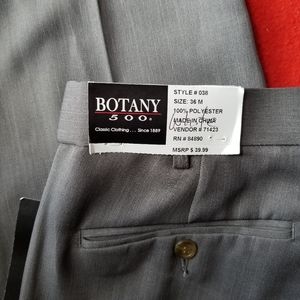 BOTANY
500®
Classic Clothing... Since 1889
STYLE # 038
SIZE: 36 M
100% POLYESTER
MADE IN CHINA
VENDOR # 71423
RN # 84890
MSRP $ 39.99